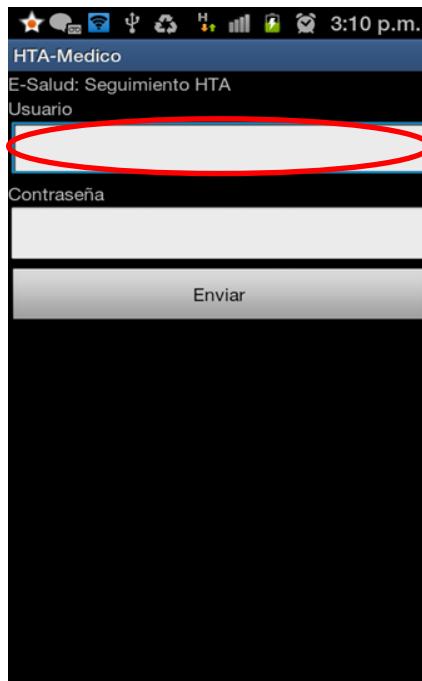 H 3:10 p.m.
HTA-Medico
E-Salud: Seguimiento HTA
Usuario
Contraseña
Enviar